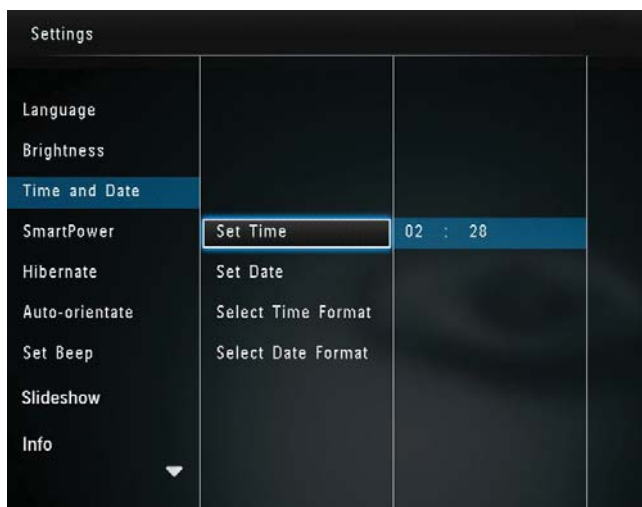 Settings
Language
Brightness
Time and Date
SmartPower
Hibernate
Auto-orientate
Set Beep
Slideshow
Info
Set Time
Set Date
Select Time Format
Select Date Format
02 : 28